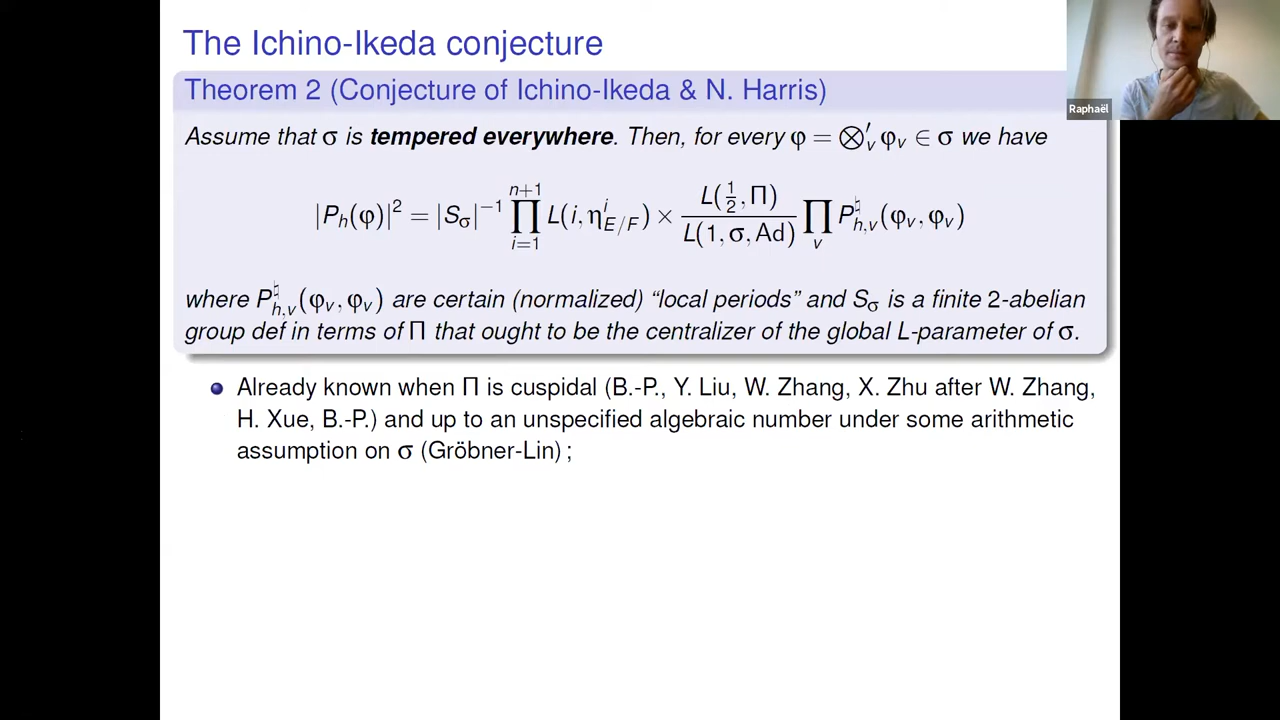 The Ichino-Ikeda conjecture
Raphaël
Theorem 2 (Conjecture of Ichino-Ikeda & N. Harris)
Assume that σ is tempered everywhere. Then, for every φ = ⊗′_v φ_v ∈ σ we have
|P_h(φ)|² = |S_σ|⁻¹ ∏_{i=1}^{n+1} L(i, η^i_{E/F}) × L(½, Π) / L(1, σ, Ad) ∏_v P^♮_{h,v}(φ_v, φ_v)
where P^♮_{h,v}(φ_v, φ_v) are certain (normalized) “local periods” and S_σ is a finite 2-abelian
group def in terms of Π that ought to be the centralizer of the global L-parameter of σ.
Already known when Π is cuspidal (B.-P., Y. Liu, W. Zhang, X. Zhu after W. Zhang,
H. Xue, B.-P.) and up to an unspecified algebraic number under some arithmetic
assumption on σ (Gröbner-Lin) ;